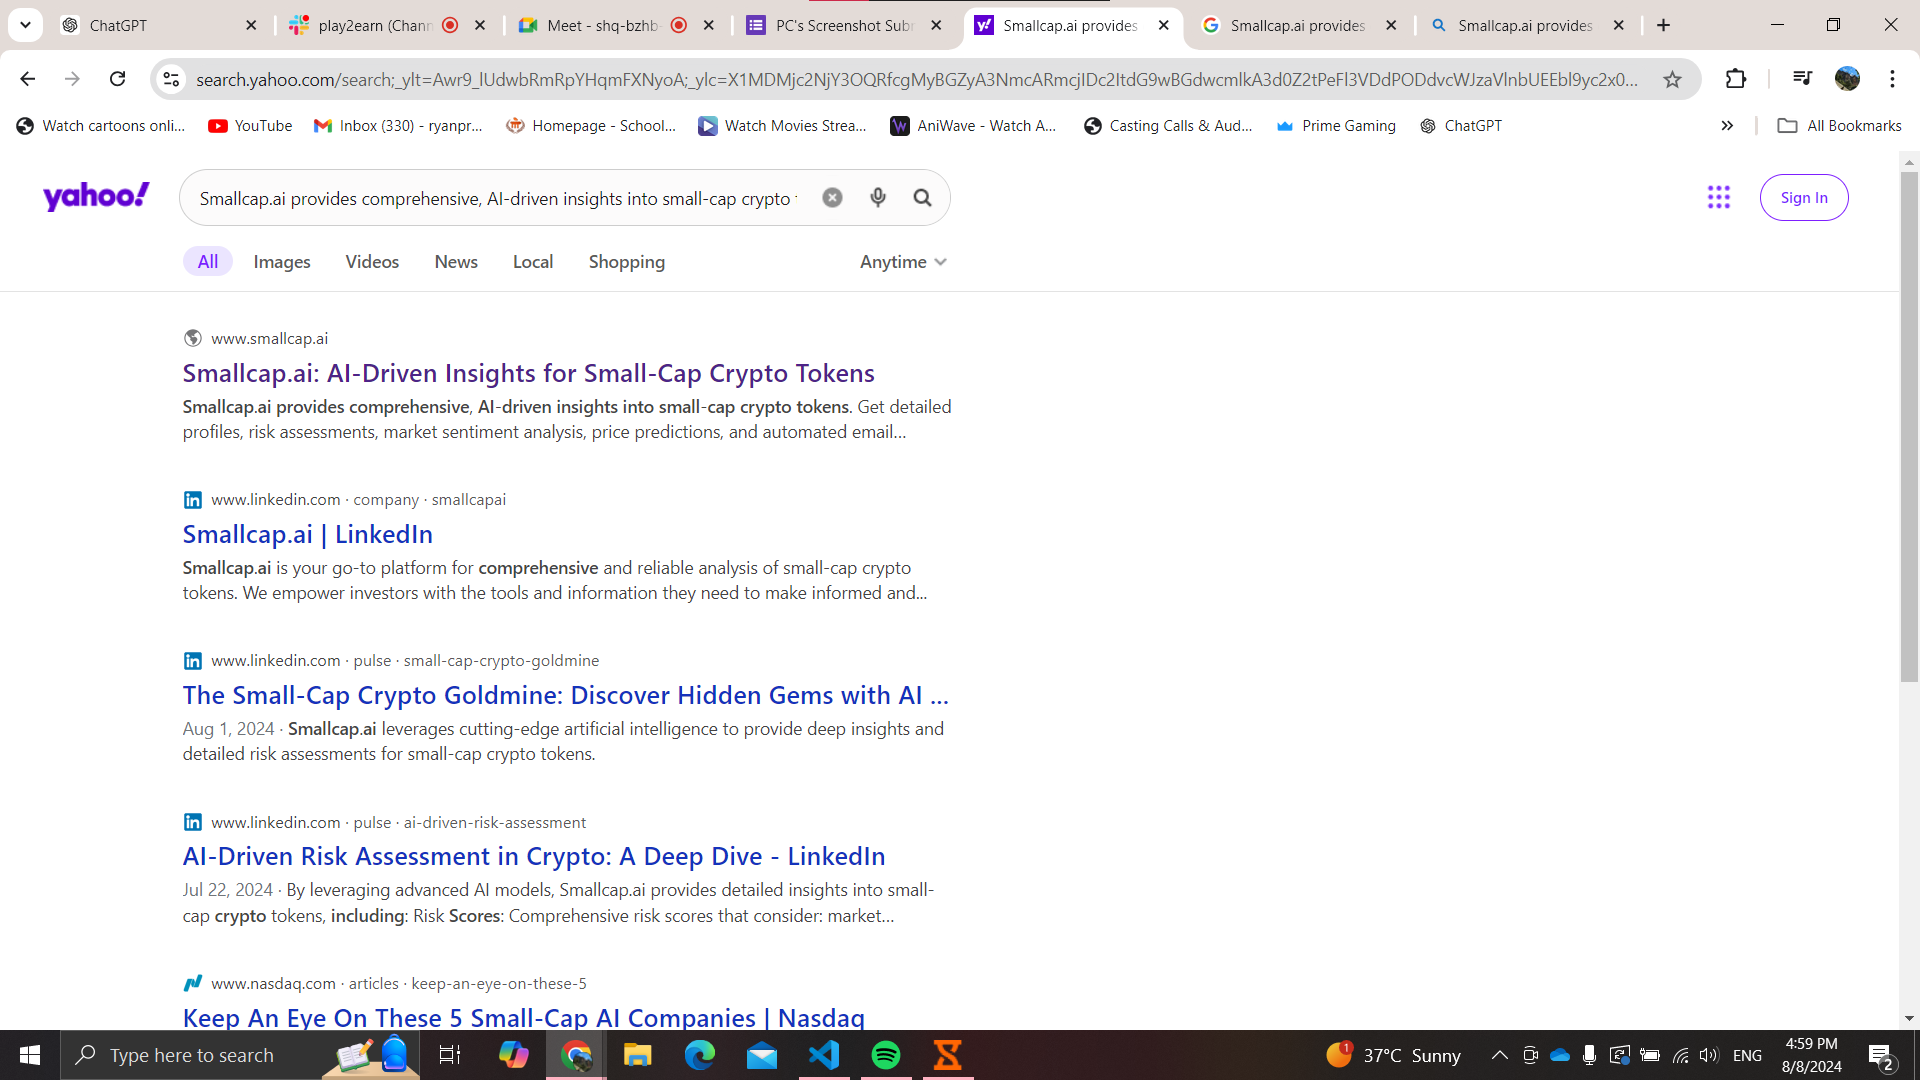 ChatGPT
play2earn (Chann
Meet - shq-bzhb-
PC's Screenshot Subr
Smallcap.ai provides
Smallcap.ai provides
Smallcap.ai provides
Watch cartoons onli...
YouTube
Inbox (330) - ryanpr...
Homepage - School...
Watch Movies Strea...
AniWave - Watch A...
Casting Calls & Aud...
Prime Gaming
ChatGPT
All Bookmarks
yahoo!
Smallcap.ai provides comprehensive, AI-driven insights into small-cap crypto
Sign In
All
Images
Videos
News
Local
Shopping
Anytime
www.smallcap.ai
Smallcap.ai: AI-Driven Insights for Small-Cap Crypto Tokens
Smallcap.ai provides comprehensive, AI-driven insights into small-cap crypto tokens. Get detailed
profiles, risk assessments, market sentiment analysis, price predictions, and automated email...
www.linkedin.com · company · smallcapai
Smallcap.ai | LinkedIn
Smallcap.ai is your go-to platform for comprehensive and reliable analysis of small-cap crypto
tokens. We empower investors with the tools and information they need to make informed and...
www.linkedin.com · pulse · small-cap-crypto-goldmine
The Small-Cap Crypto Goldmine: Discover Hidden Gems with AI ...
Aug 1, 2024 · Smallcap.ai leverages cutting-edge artificial intelligence to provide deep insights and
detailed risk assessments for small-cap crypto tokens.
www.linkedin.com · pulse · ai-driven-risk-assessment
AI-Driven Risk Assessment in Crypto: A Deep Dive - LinkedIn
Jul 22, 2024 · By leveraging advanced AI models, Smallcap.ai provides detailed insights into small-
cap crypto tokens, including: Risk Scores: Comprehensive risk scores that consider: market...
www.nasdaq.com · articles · keep-an-eye-on-these-5
Keep An Eye On These 5 Small-Cap AI Companies | Nasdaq
Type here to search
1
37°C Sunny
ENG
4:59 PM
8/8/2024
2